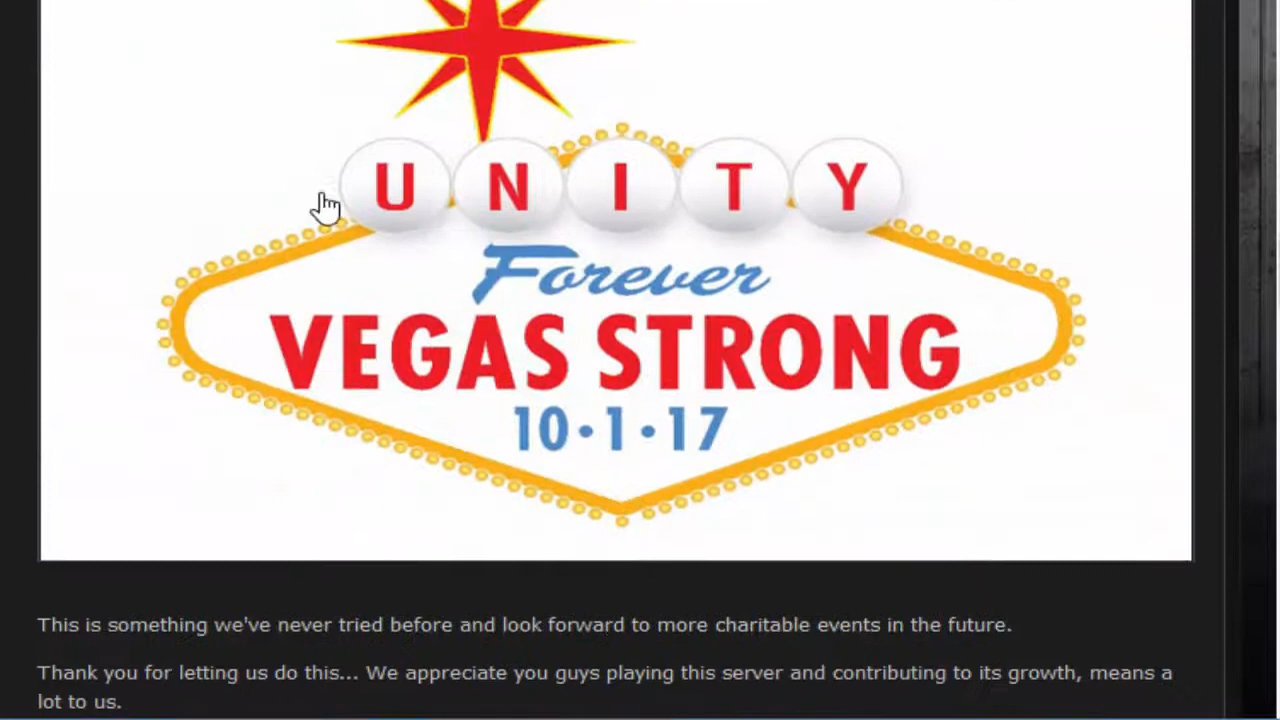 UNITY
Forever
VEGAS STRONG
10•1•17
This is something we've never tried before and look forward to more charitable events in the future.
Thank you for letting us do this... We appreciate you guys playing this server and contributing to its growth, means a
lot to us.